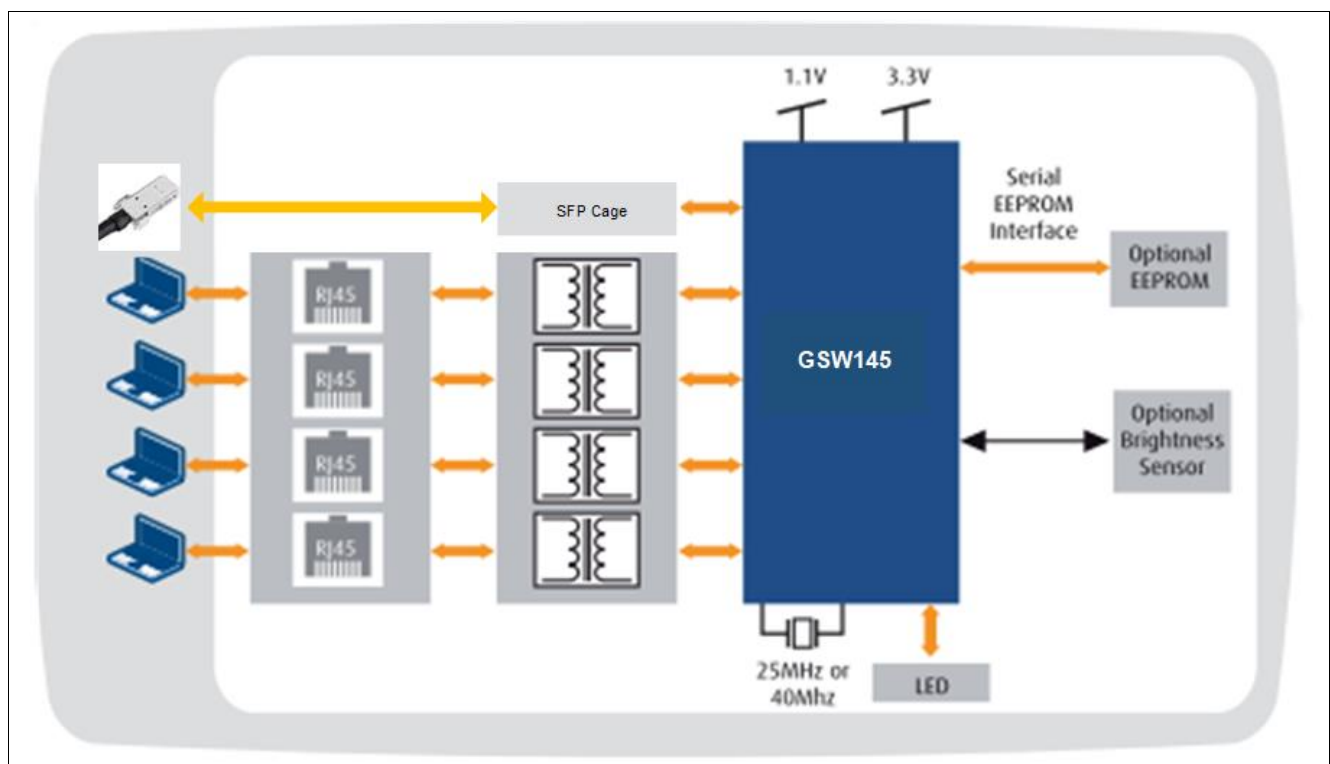 1.1V
3.3V
SFP Cage
Serial
EEPROM
Interface
Optional
EEPROM
RJ45
RJ45
RJ45
RJ45
GSW145
Optional
Brightness
Sensor
25MHz or
40Mhz
LED